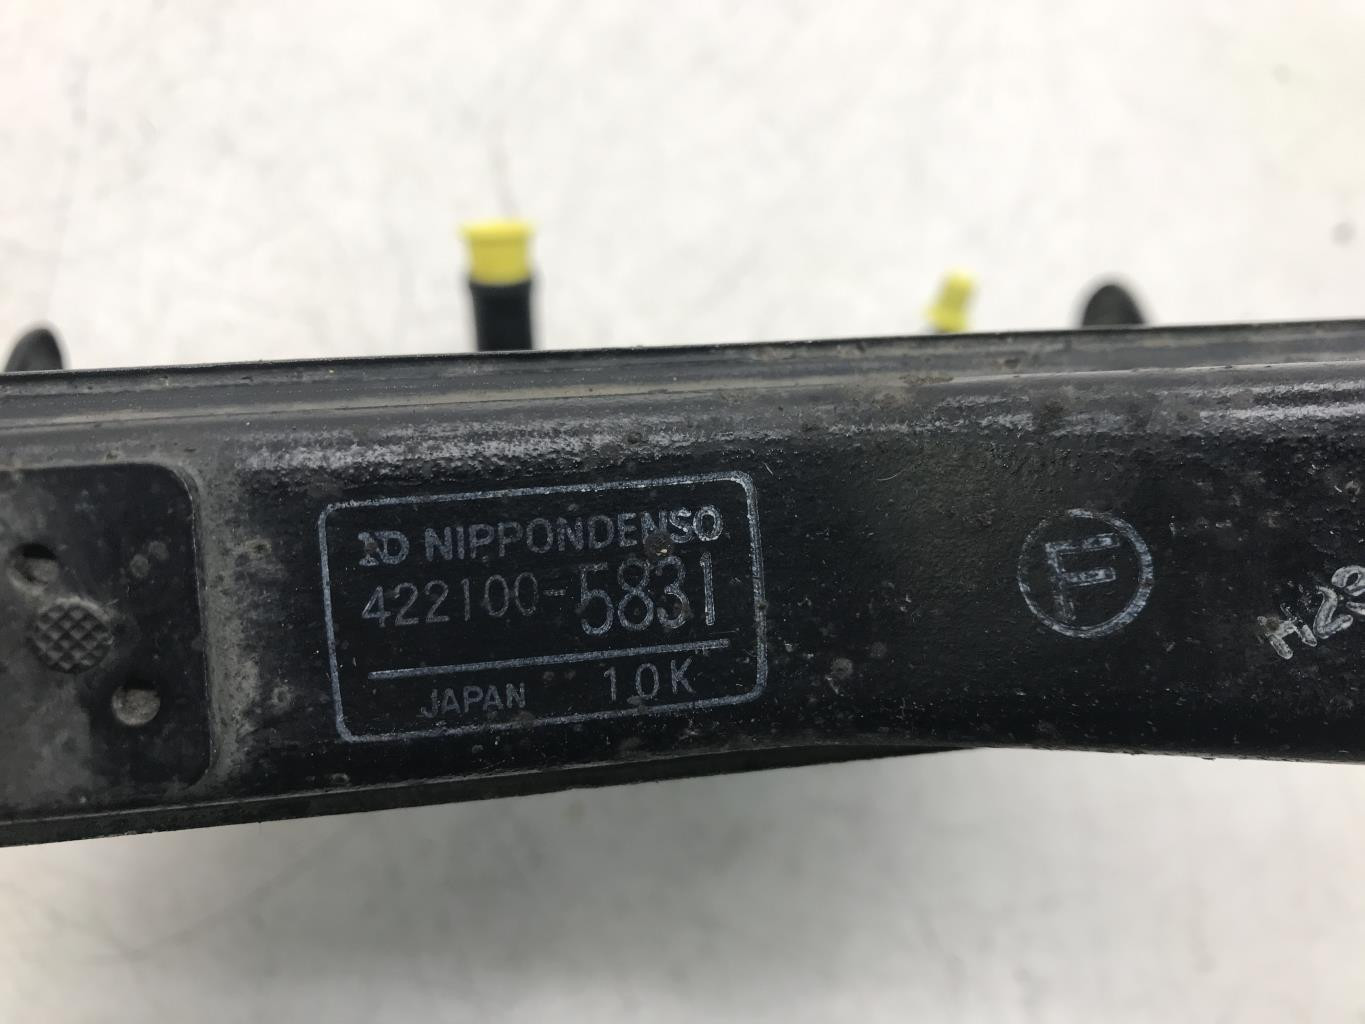 ND NIPPONDENSO
422100-5831
JAPAN 10K
F